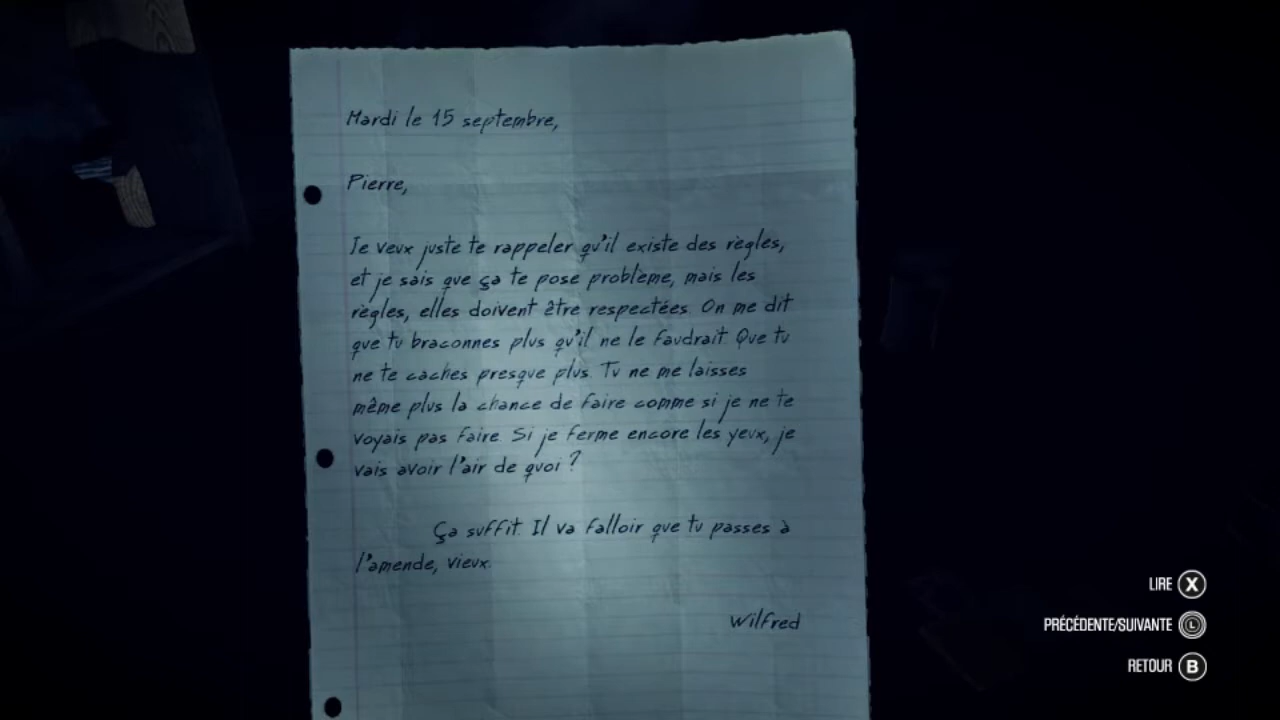 Mardi le 15 septembre,
Pierre,
Je veux juste te rappeler qu'il existe des règles,
et je sais que ça te pose problème, mais les
règles, elles doivent être respectées. On me dit
que tu braconnes plus qu'il ne le faudrait. Que tu
ne te caches presque plus. Tu ne me laisses
même plus la chance de faire comme si je ne te
voyais pas faire. Si je ferme encore les yeux, je
vais avoir l'air de quoi ?
Ça suffit. Il va falloir que tu passes à
l'amende, vieux.
Wilfred
LIRE X
PRÉCÉDENTE/SUIVANTE L
RETOUR B